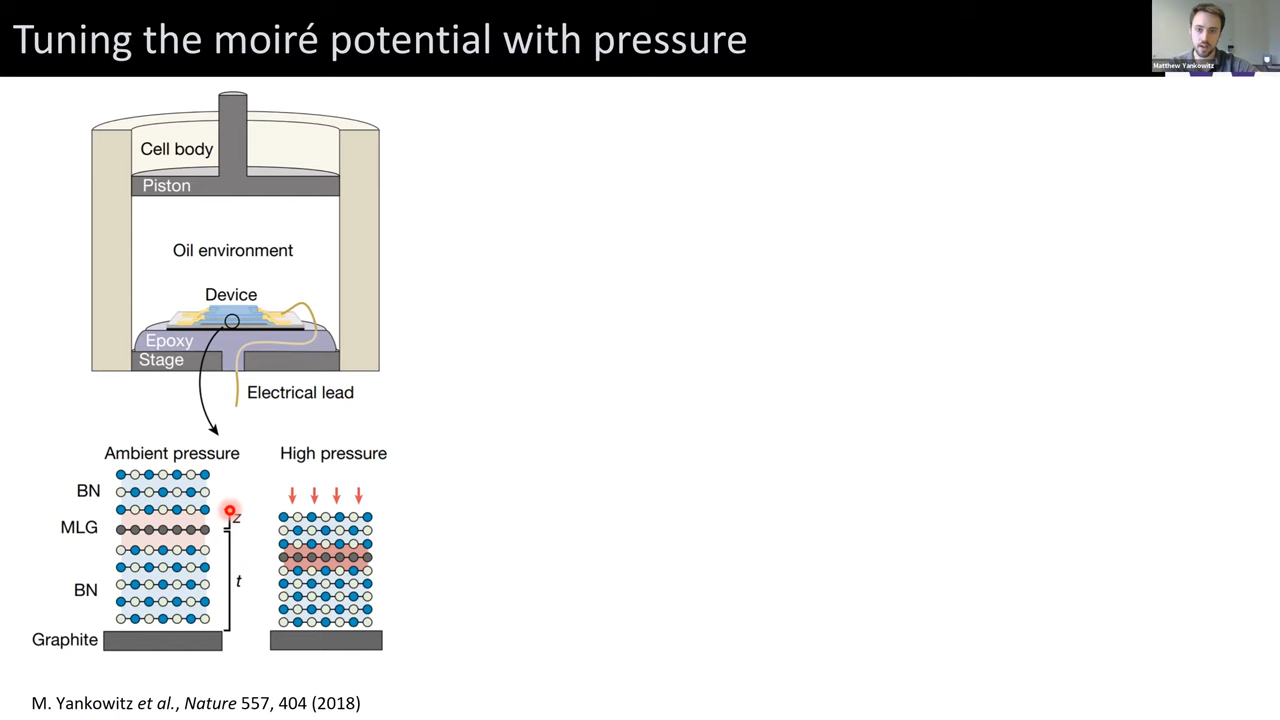 Tuning the moiré potential with pressure
Matthew Yankowitz
Cell body
Piston
Oil environment
Device
Epoxy
Stage
Electrical lead
Ambient pressure
High pressure
BN
z
MLG
t
BN
Graphite
M. Yankowitz et al., Nature 557, 404 (2018)